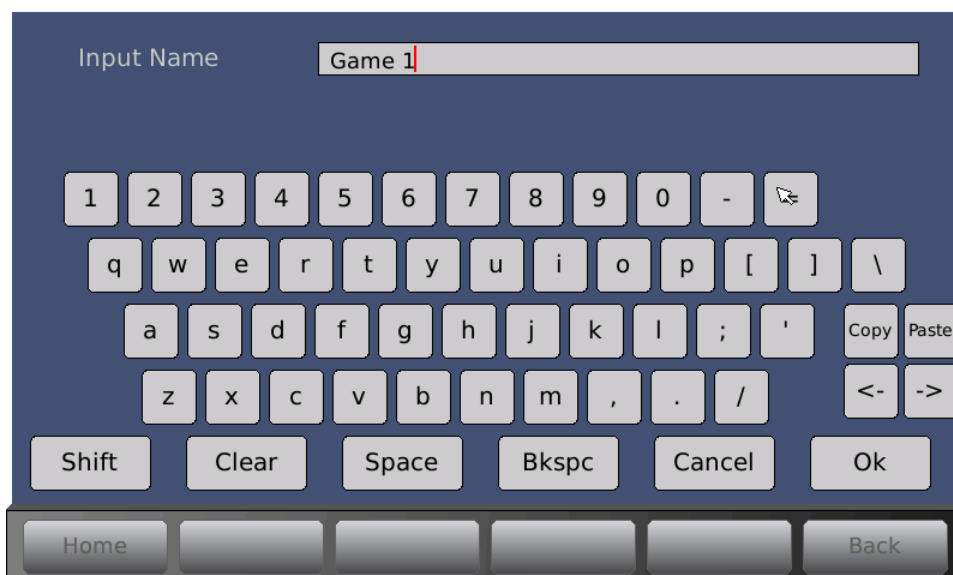 Input Name Game 1
1 2 3 4 5 6 7 8 9 0 - =
q w e r t y u i o p [ ] \
a s d f g h j k l ; ' Copy Paste
z x c v b n m , . / <- ->
Shift Clear Space Bkspc Cancel Ok
Home Back